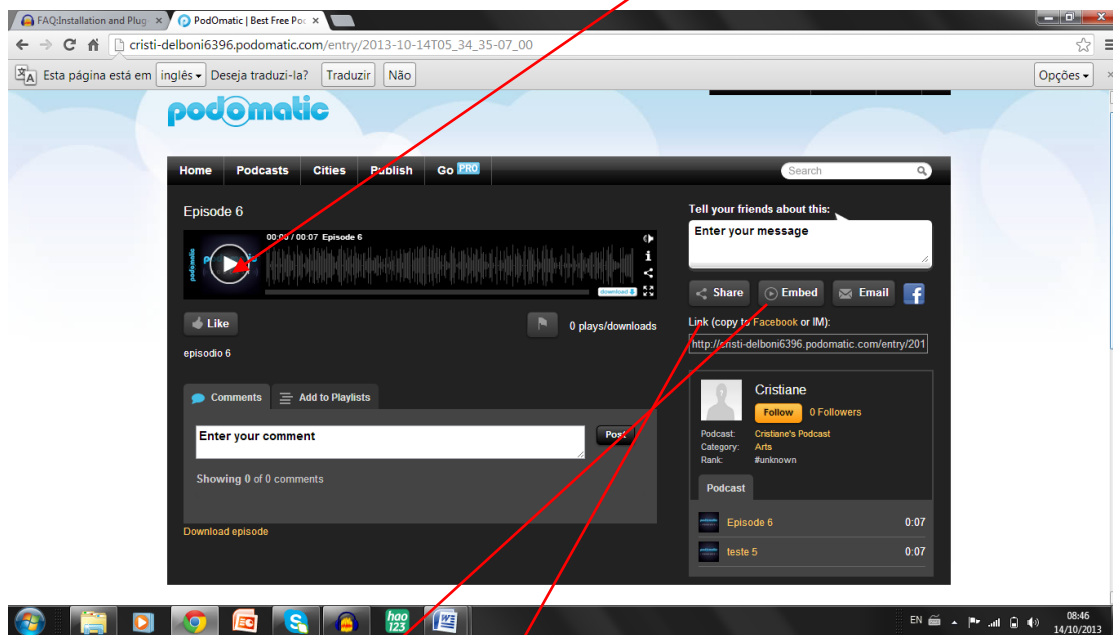 FAQ:Installation and Plug
PodOmatic | Best Free Poc
cristi-delboni6396.podomatic.com/entry/2013-10-14T05_34_35-07_00
Esta página está em inglês Deseja traduzi-la? Traduzir Não Opções
podomatic
Home Podcasts Cities Publish Go PRO Search
Episode 6
00:00 / 00:07 Episode 6
podomatic
download
Like
0 plays/downloads
episodio 6
Comments Add to Playlists
Enter your comment
Post
Showing 0 of 0 comments
Download episode
Tell your friends about this:
Enter your message
Share Embed Email f
Link (copy to Facebook or IM):
http://cristi-delboni6396.podomatic.com/entry/201
Cristiane
Follow 0 Followers
Podcast: Cristiane's Podcast
Category: Arts
Rank: #unknown
Podcast
Episode 6 0:07
teste 5 0:07
hao
123
EN 08:46
14/10/2013